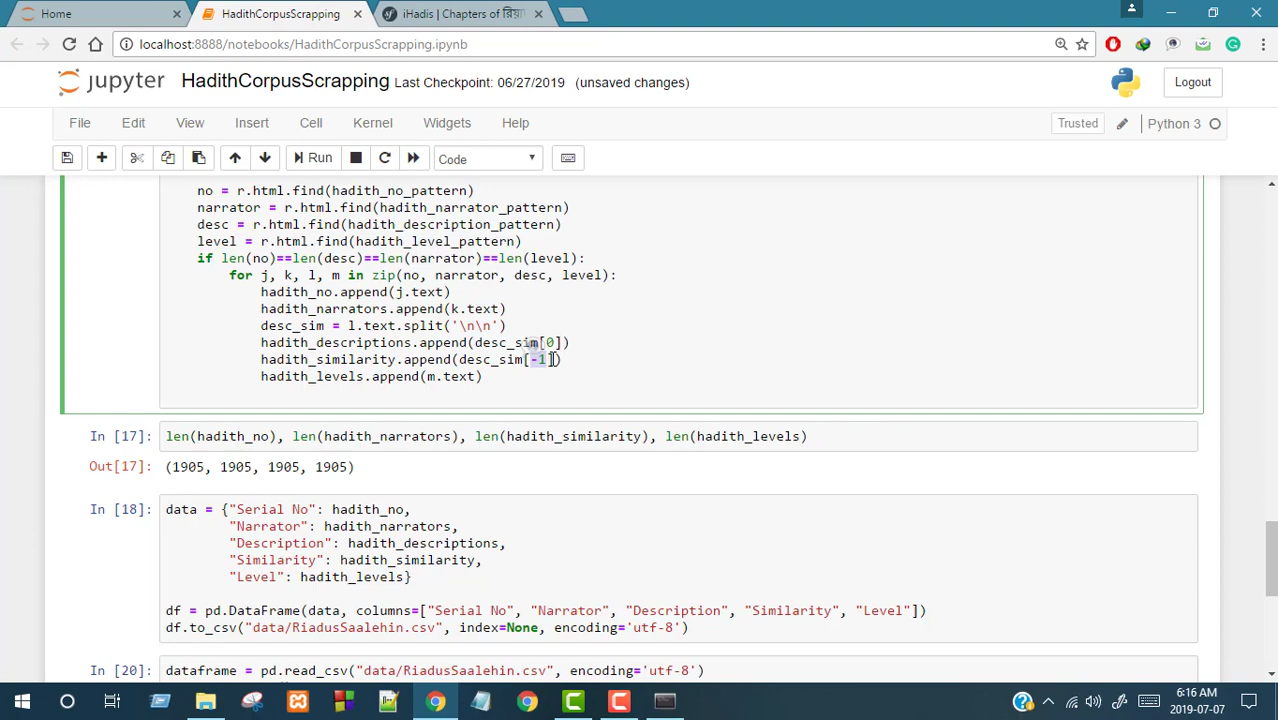 Home
HadithCorpusScrapping
iHadis | Chapters of
localhost:8888/notebooks/HadithCorpusScrapping.ipynb
jupyter HadithCorpusScrapping Last Checkpoint: 06/27/2019 (unsaved changes)
Logout
File Edit View Insert Cell Kernel Widgets Help
Trusted Python 3
Run Code
no = r.html.find(hadith_no_pattern)
narrator = r.html.find(hadith_narrator_pattern)
desc = r.html.find(hadith_description_pattern)
level = r.html.find(hadith_level_pattern)
if len(no)==len(desc)==len(narrator)==len(level):
for j, k, l, m in zip(no, narrator, desc, level):
hadith_no.append(j.text)
hadith_narrators.append(k.text)
desc_sim = l.text.split('\n\n')
hadith_descriptions.append(desc_sim[0])
hadith_similarity.append(desc_sim[-1])
hadith_levels.append(m.text)
In [17]: len(hadith_no), len(hadith_narrators), len(hadith_similarity), len(hadith_levels)
Out[17]: (1905, 1905, 1905, 1905)
In [18]: data = {"Serial No": hadith_no,
"Narrator": hadith_narrators,
"Description": hadith_descriptions,
"Similarity": hadith_similarity,
"Level": hadith_levels}
df = pd.DataFrame(data, columns=["Serial No", "Narrator", "Description", "Similarity", "Level"])
df.to_csv("data/RiadusSaalehin.csv", index=None, encoding='utf-8')
In [20]: dataframe = pd.read_csv("data/RiadusSaalehin.csv", encoding='utf-8')
6:16 AM
2019-07-07